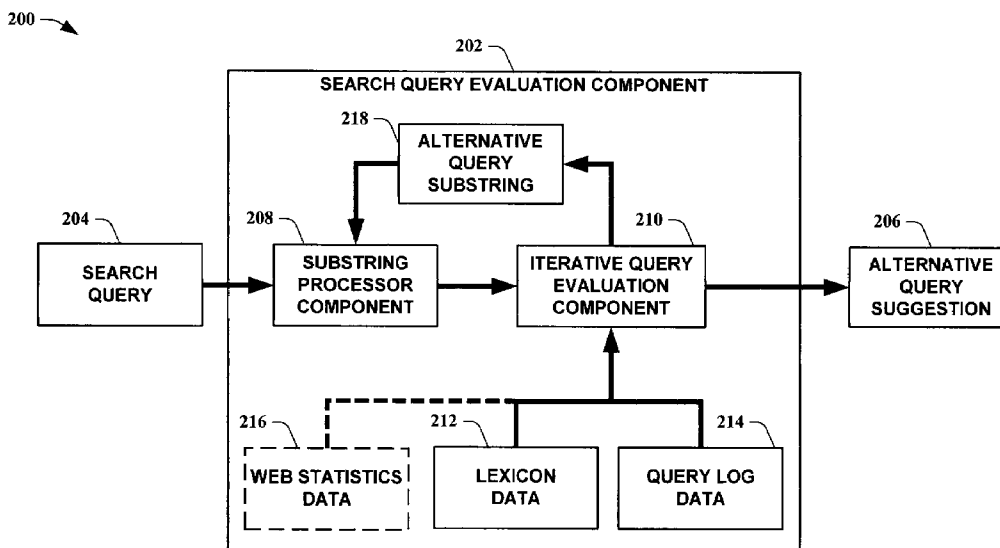 200
202
SEARCH QUERY EVALUATION COMPONENT
218
ALTERNATIVE
QUERY
SUBSTRING
204
SEARCH
QUERY
208
SUBSTRING
PROCESSOR
COMPONENT
210
ITERATIVE QUERY
EVALUATION
COMPONENT
206
ALTERNATIVE
QUERY
SUGGESTION
216
WEB STATISTICS
DATA
212
LEXICON
DATA
214
QUERY LOG
DATA